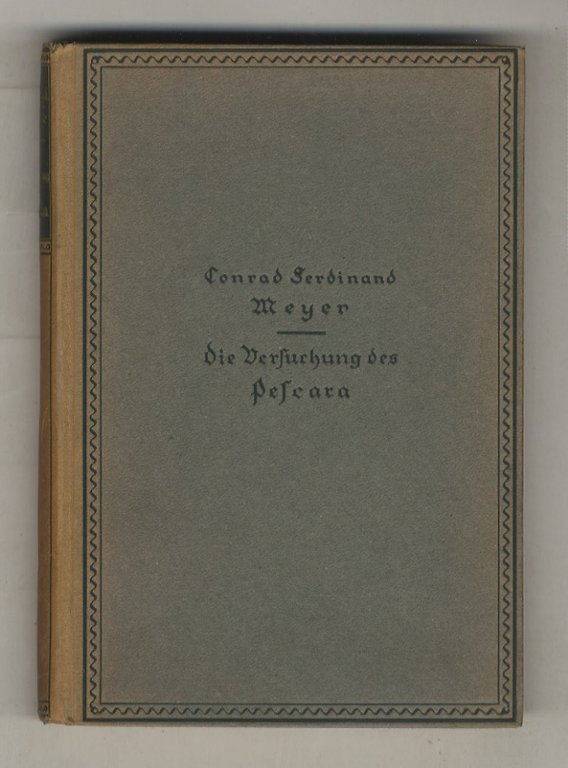 Conrad Ferdinand
Meyer
Die Verſuchung des
Peſcara